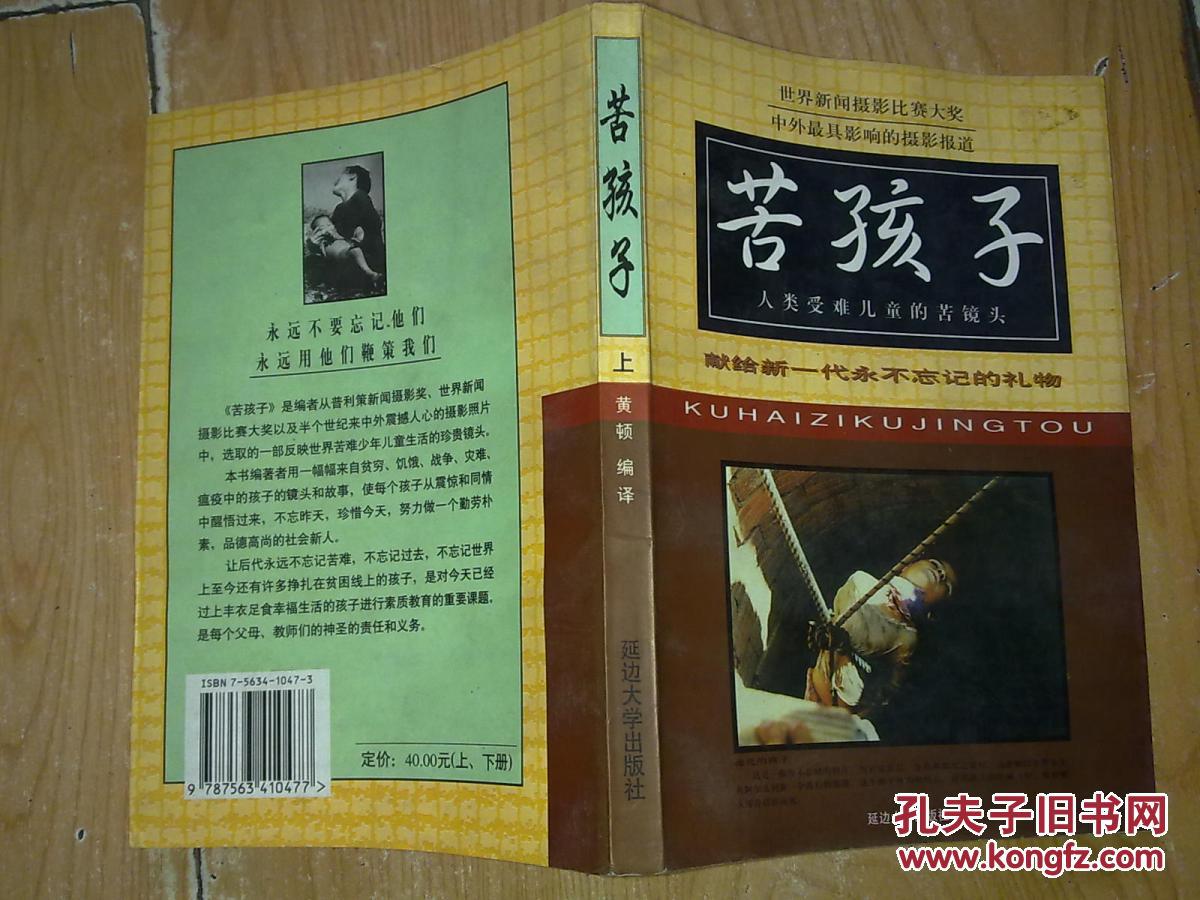 永远不要忘记他们
永远用他们鞭策我们
《苦孩子》是编者从普利策新闻摄影奖、世界新闻
摄影比赛大奖以及半个世纪来中外震撼人心的摄影照片
中，选取的一部反映世界苦难少年儿童生活的珍贵镜头。
本书编著者用一幅幅来自贫穷、饥饿、战争、灾难、
瘟疫中的孩子的镜头和故事，使每个孩子从震惊和同情
中醒悟过来，不忘昨天，珍惜今天，努力做一个勤劳朴
素，品德高尚的社会新人。
让后代永远不忘记苦难，不忘记过去，不忘记世界
上至今还有许多挣扎在贫困线上的孩子，是对今天已经
过上丰衣足食幸福生活的孩子进行素质教育的重要课题，
是每个父母、教师们的神圣的责任和义务。
ISBN 7-5634-1047-3
9 787563 410477 >
定价：40.00元(上、下册)
苦孩子
上
黄顿 编译
延边大学出版社
世界新闻摄影比赛大奖
中外最具影响的摄影报道
苦孩子
人类受难儿童的苦镜头
献给新一代永不忘记的礼物
KUHAIZIKUJINGTOU
延边
孔夫子旧书网
www.kongfz.com